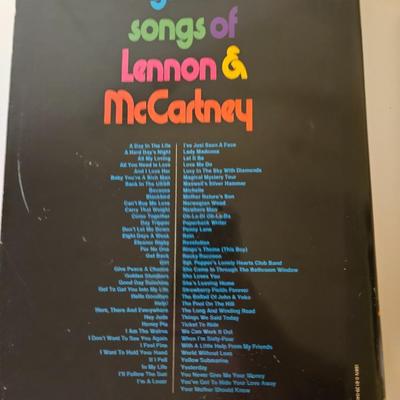 songs of
Lennon &
McCartney
A Day In The Life
A Hard Day's Night
All My Loving
All You Need Is Love
And I Love Her
Baby You're A Rich Man
Back In The USSR
Because
Blackbird
Can't Buy Me Love
Carry That Weight
Come Together
Day Tripper
Don't Let Me Down
Eight Days A Week
Eleanor Rigby
For No One
Get Back
Girl
Give Peace A Chance
Golden Slumbers
Good Day Sunshine
Got To Get You Into My Life
Hello Goodbye
Help!
Here, There And Everywhere
Hey Jude
Honey Pie
I Am The Walrus
I Don't Want To See You Again
I Feel Fine
I Want To Hold Your Hand
If I Fell
In My Life
I'll Follow The Sun
I'm A Loser
I've Just Seen A Face
Lady Madonna
Let It Be
Love Me Do
Lucy In The Sky With Diamonds
Magical Mystery Tour
Maxwell's Silver Hammer
Michelle
Mother Nature's Son
Norwegian Wood
Nowhere Man
Ob-La-Di Ob-La-Da
Paperback Writer
Penny Lane
Rain
Revolution
Ringo's Theme (This Boy)
Rocky Raccoon
Sgt. Pepper's Lonely Hearts Club Band
She Came In Through The Bathroom Window
She Loves You
She's Leaving Home
Strawberry Fields Forever
The Ballad Of John & Yoko
The Fool On The Hill
The Long And Winding Road
Things We Said Today
Ticket To Ride
We Can Work It Out
When I'm Sixty-Four
With A Little Help From My Friends
World Without Love
Yellow Submarine
Yesterday
You Never Give Me Your Money
You've Got To Hide Your Love Away
Your Mother Should Know